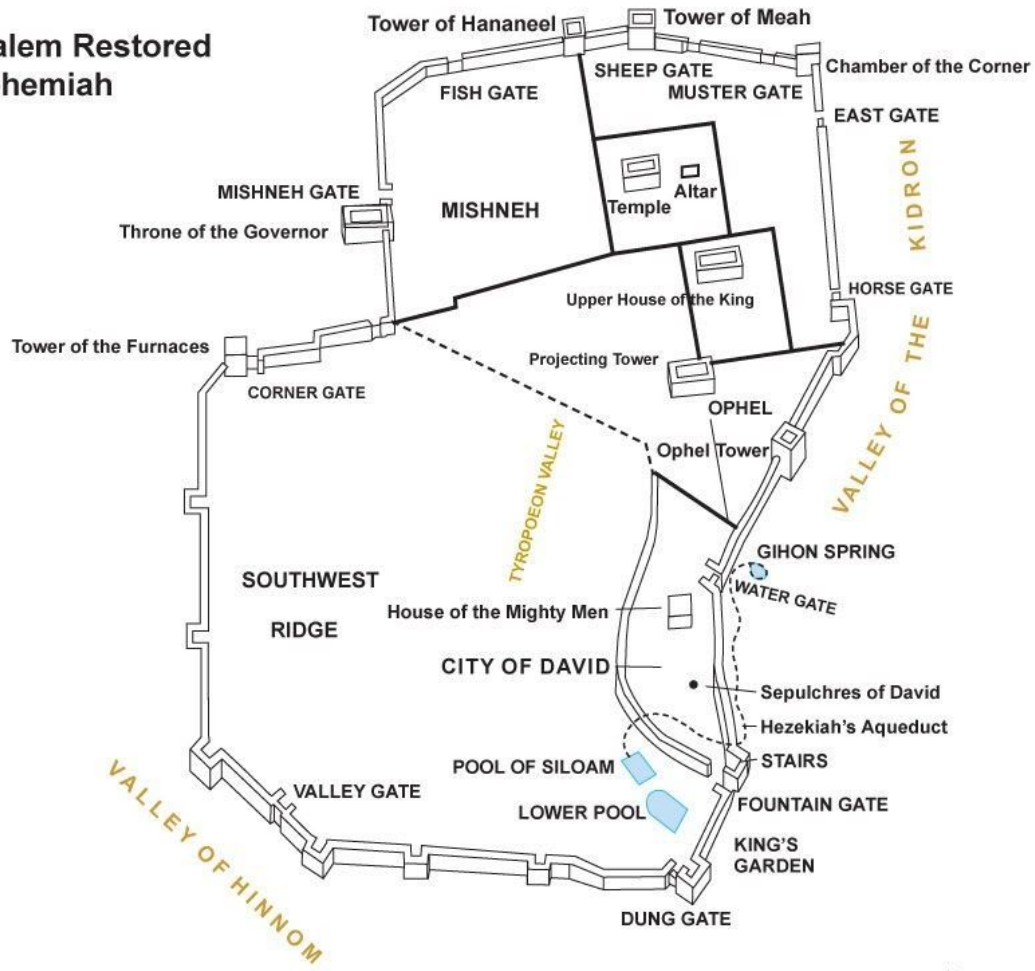 alem Restored
hemiah
Tower of Hananeel
Tower of Meah
SHEEP GATE
Chamber of the Corner
FISH GATE
MUSTER GATE
EAST GATE
KIDRON
Temple
Altar
MISHNEH GATE
MISHNEH
Throne of the Governor
HORSE GATE
Upper House of the King
Tower of the Furnaces
Projecting Tower
CORNER GATE
OPHEL
VALLEY OF THE
Ophel Tower
TYROPOEON VALLEY
GIHON SPRING
SOUTHWEST
RIDGE
WATER GATE
House of the Mighty Men
CITY OF DAVID
Sepulchres of David
Hezekiah's Aqueduct
POOL OF SILOAM
STAIRS
VALLEY GATE
LOWER POOL
FOUNTAIN GATE
VALLEY OF HINNOM
KING'S
GARDEN
DUNG GATE